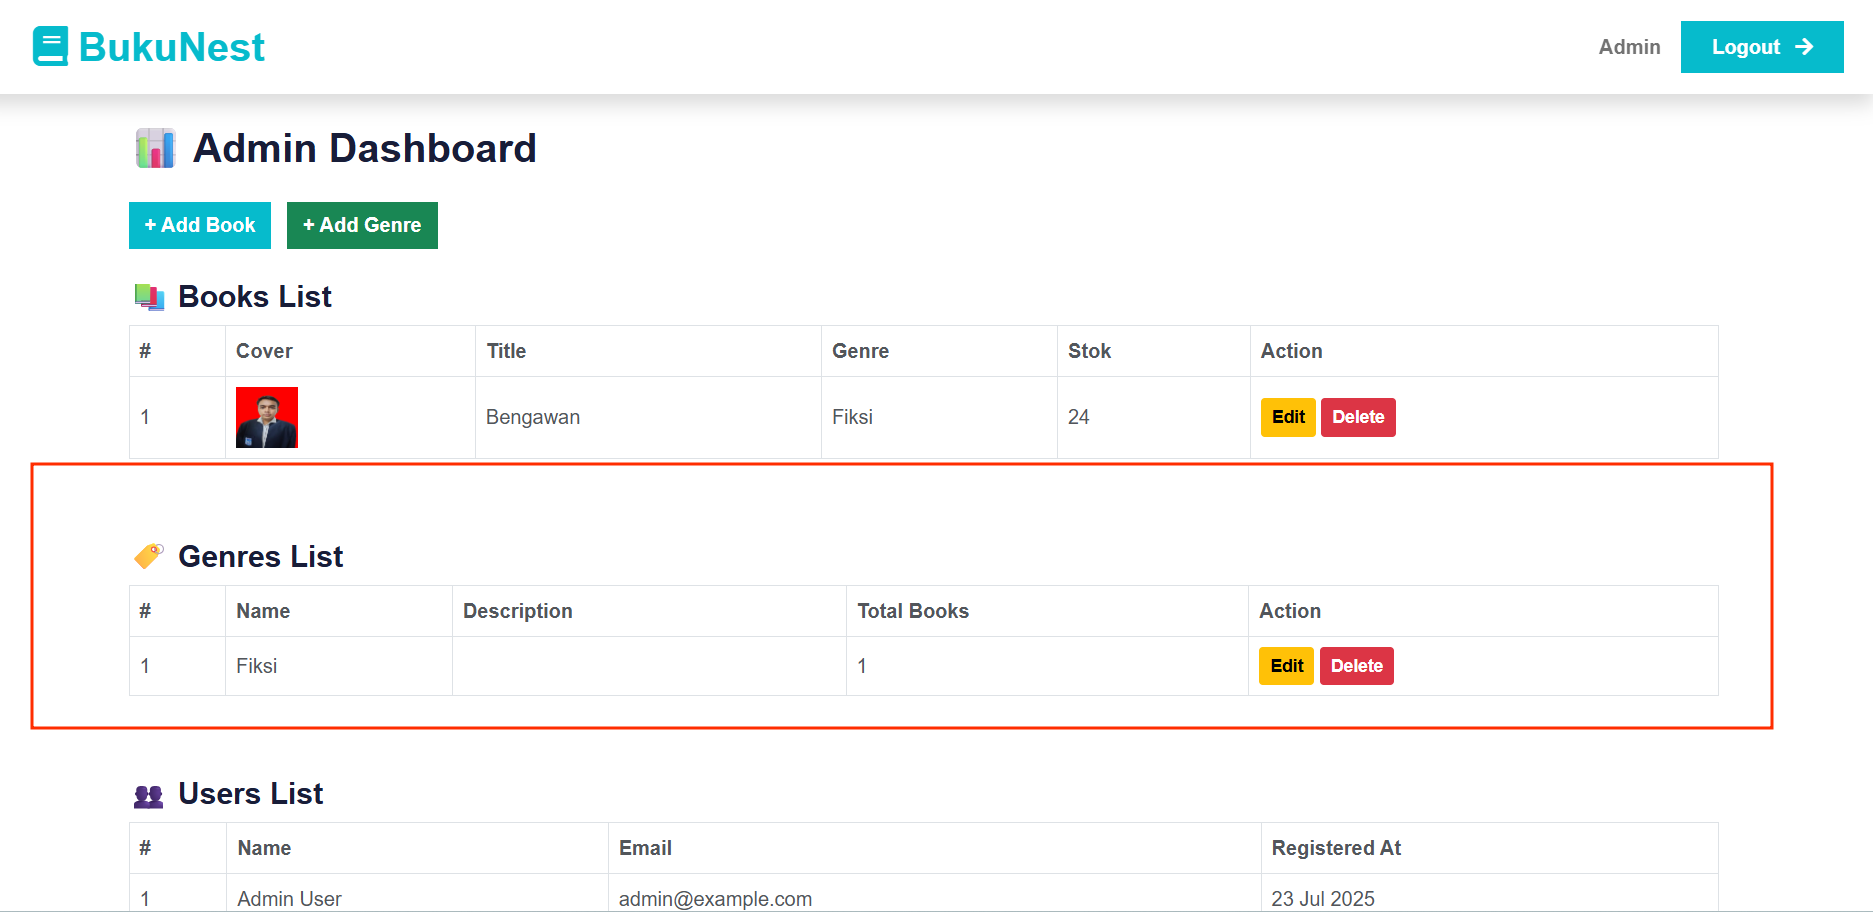 BukuNest
Admin
Logout
Admin Dashboard
+ Add Book
+ Add Genre
Books List
# Cover Title Genre Stok Action
1 Bengawan Fiksi 24 Edit Delete
Genres List
# Name Description Total Books Action
1 Fiksi 1 Edit Delete
Users List
# Name Email Registered At
1 Admin User admin@example.com 23 Jul 2025